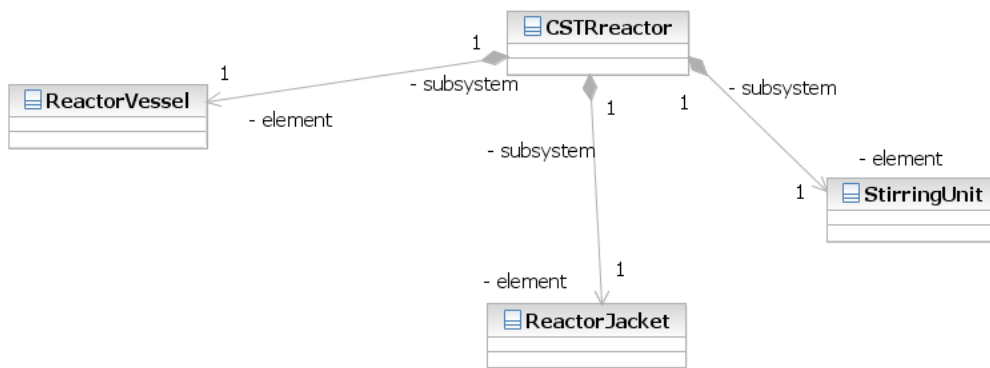 CSTRreactor
1
- subsystem
1
ReactorVessel
- element
1
- subsystem
1
- element
ReactorJacket
1
- subsystem
- element
1
StirringUnit